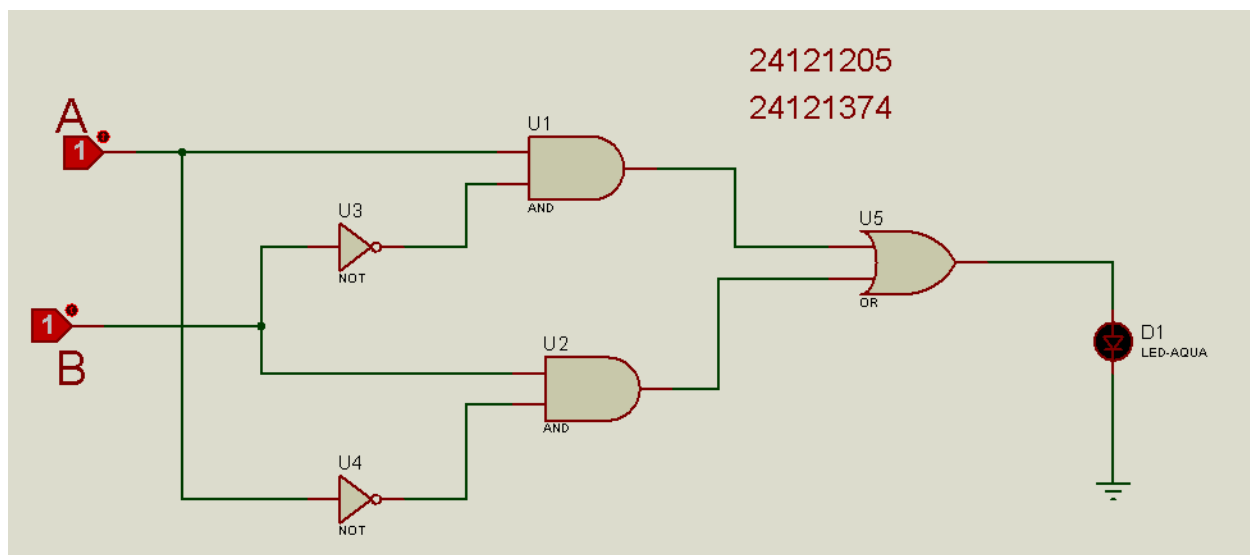 24121205
24121374
A
1
U1
AND
U3
NOT
U5
OR
1
B
U2
AND
D1
LED-AQUA
U4
NOT